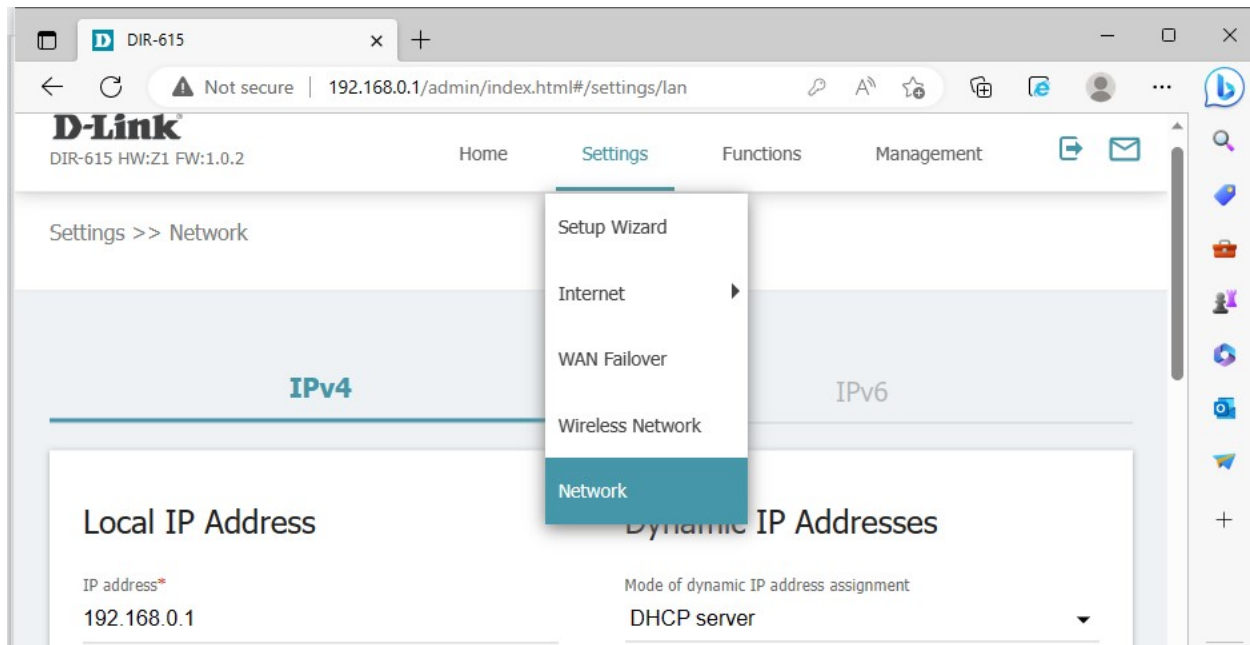 DIR-615
Not secure | 192.168.0.1/admin/index.html#/settings/lan
D-Link
DIR-615 HW:Z1 FW:1.0.2
Home Settings Functions Management
Settings >> Network
Setup Wizard
Internet
WAN Failover
Wireless Network
Network
IPv4 IPv6
Local IP Address
IP address*
192.168.0.1
Dynamic IP Addresses
Mode of dynamic IP address assignment
DHCP server